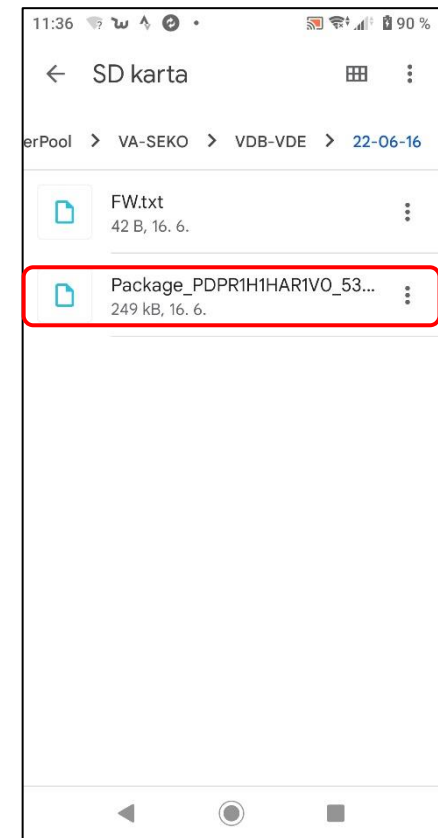 11:36 90 %
SD karta
erPool > VA-SEKO > VDB-VDE > 22-06-16
FW.txt
42 B, 16. 6.
Package_PDPR1H1HAR1V0_53...
249 kB, 16. 6.